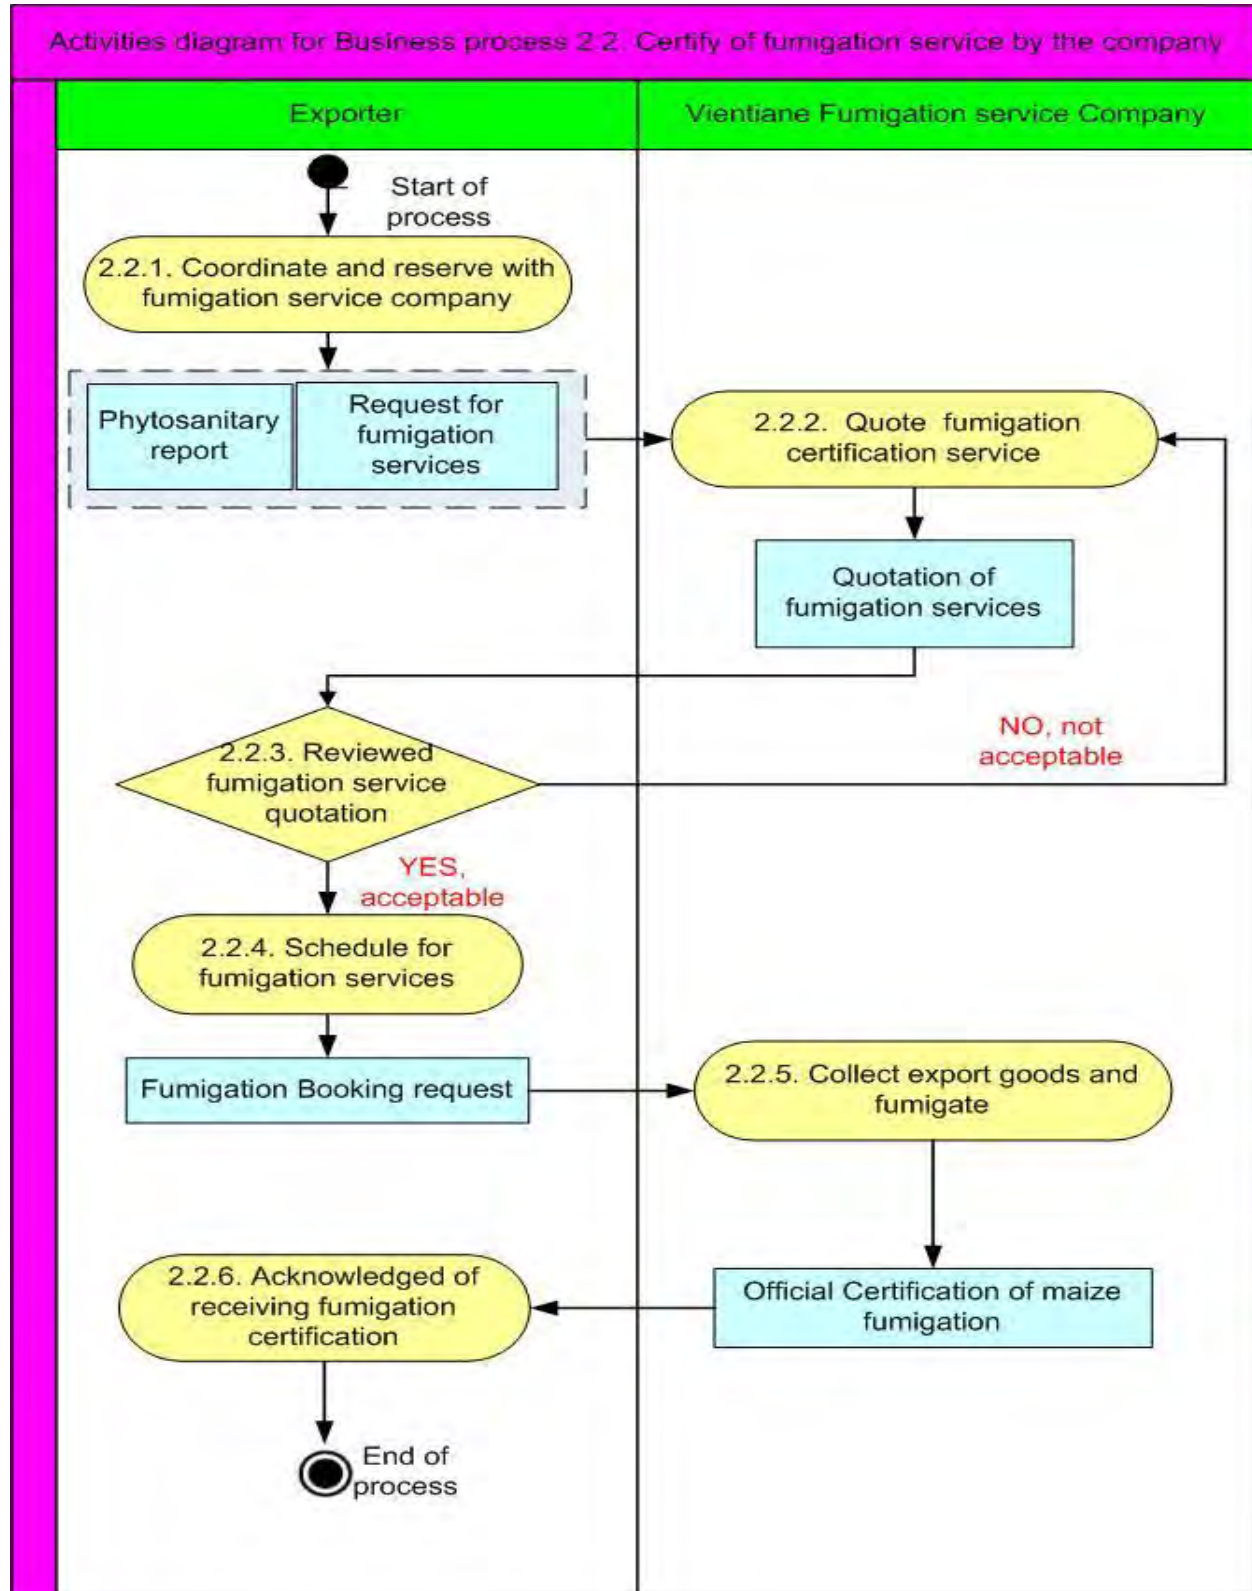 Activities diagram for Business process 2.2. Certify of fumigation service by the company
Exporter
Vientiane Fumigation service Company
Start of
process
2.2.1. Coordinate and reserve with
fumigation service company
Phytosanitary
report
Request for
fumigation
services
2.2.2. Quote fumigation
certification service
Quotation of
fumigation services
2.2.3. Reviewed
fumigation service
quotation
NO, not
acceptable
YES,
acceptable
2.2.4. Schedule for
fumigation services
Fumigation Booking request
2.2.5. Collect export goods and
fumigate
Official Certification of maize
fumigation
2.2.6. Acknowledged of
receiving fumigation
certification
End of
process